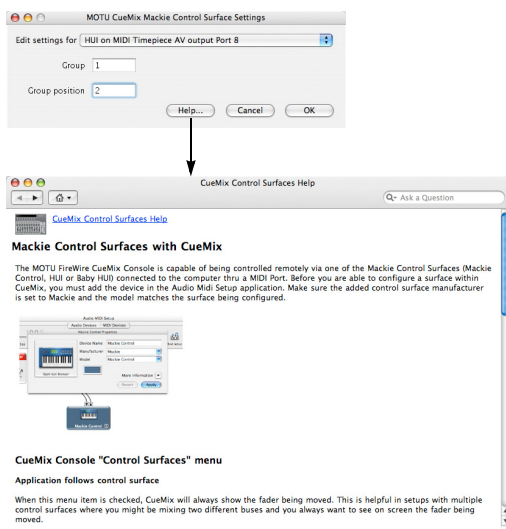 MOTU CueMix Mackie Control Surface Settings
Edit settings for HUI on MIDI Timepiece AV output Port 8
Group 1
Group position 2
Help... Cancel OK
CueMix Control Surfaces Help
Ask a Question
CueMix Control Surfaces Help
Mackie Control Surfaces with CueMix
The MOTU FireWire CueMix Console is capable of being controlled remotely via one of the Mackie Control Surfaces (Mackie
Control, HUI or Baby HUI) connected to the computer thru a MIDI Port. Before you are able to configure a surface within
CueMix, you must add the device in the Audio Midi Setup application. Make sure the added control surface manufacturer
is set to Mackie and the model matches the surface being configured.
Audio MIDI Setup
Audio Devices MIDI Devices
Mackie Control Properties
Device Name Mackie Control
Manufacturer Mackie
Model Mackie Control
More Information
Revert Apply
Mackie Control
CueMix Console "Control Surfaces" menu
Application follows control surface
When this menu item is checked, CueMix will always show the fader being moved. This is helpful in setups with multiple
control surfaces where you might be mixing two different buses and you always want to see on screen the fader being
moved.